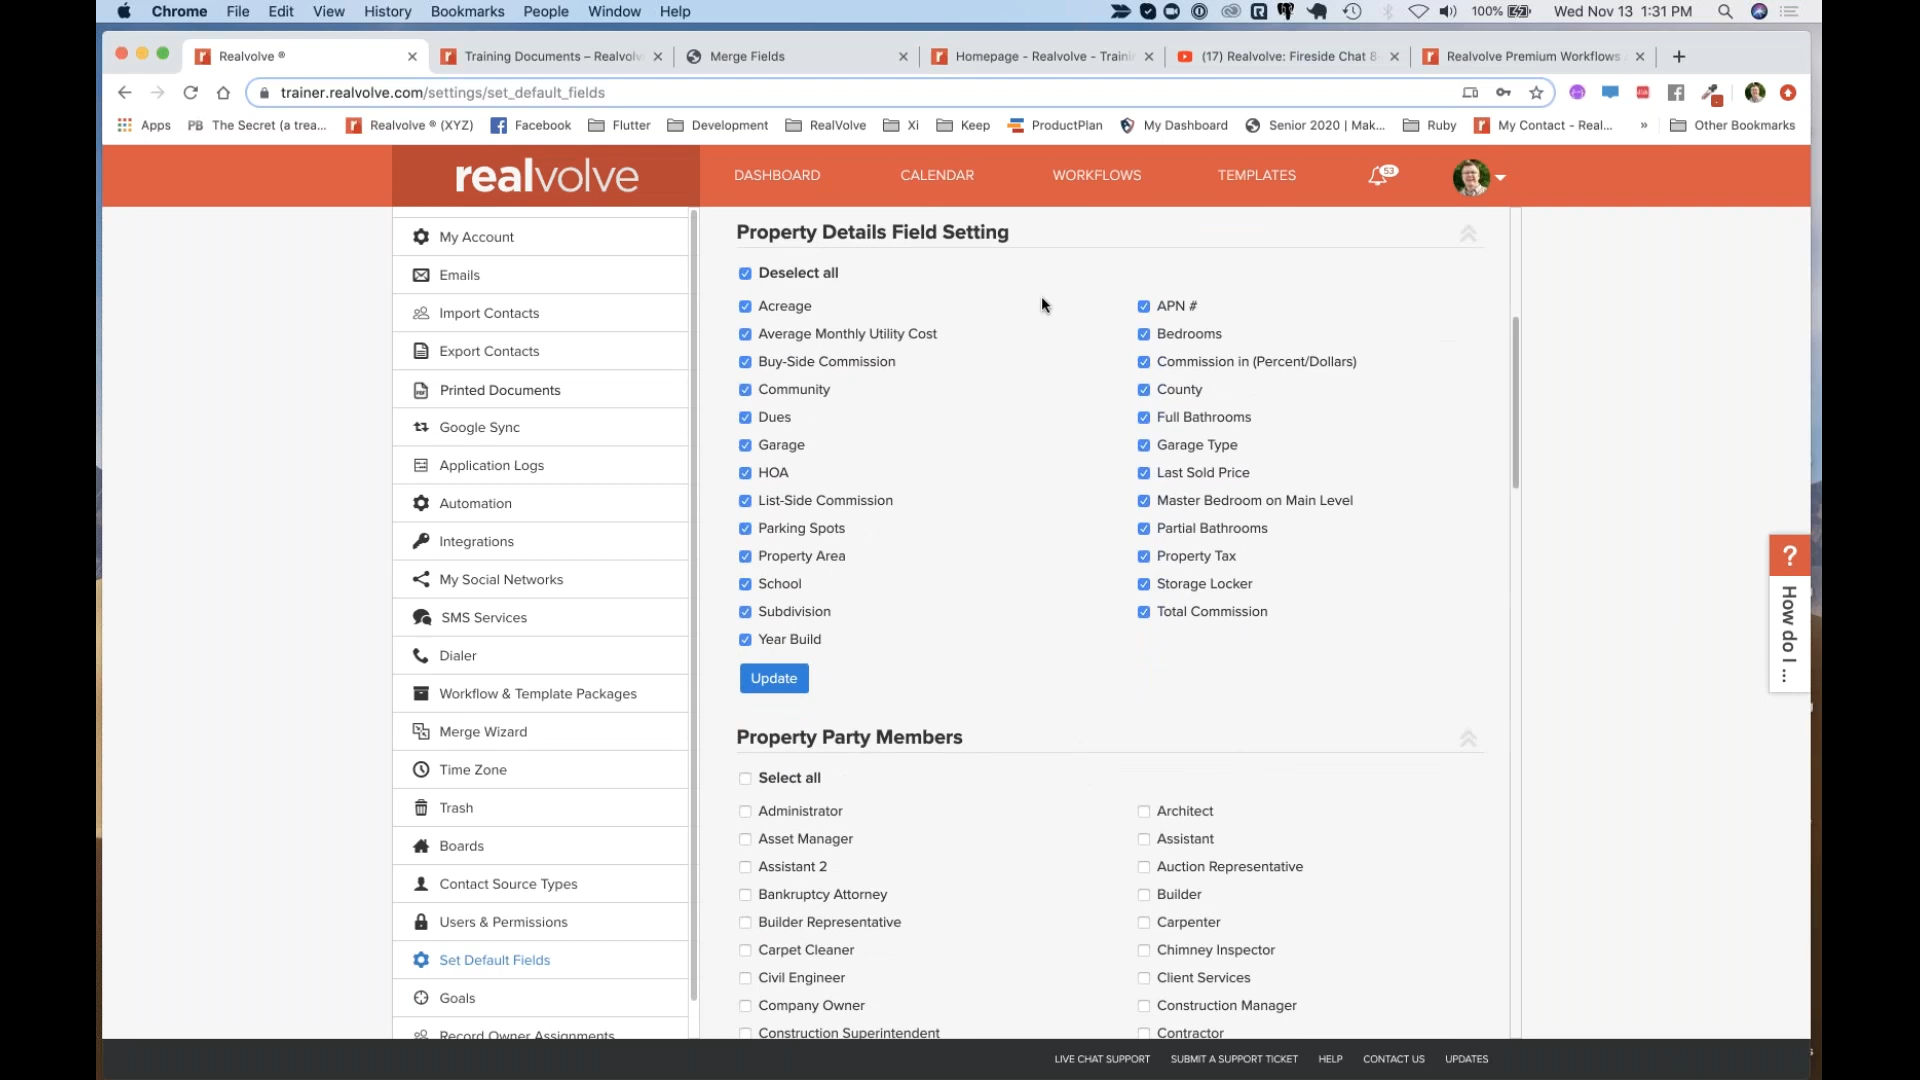 Chrome File Edit View History Bookmarks People Window Help 100% Wed Nov 13 1:31 PM
Realvolve ® Training Documents – Realvolv Merge Fields Homepage - Realvolve - Traini (17) Realvolve: Fireside Chat 8- Realvolve Premium Workflows
trainer.realvolve.com/settings/set_default_fields
Apps PB The Secret (a trea... Realvolve ® (XYZ) Facebook Flutter Development RealVolve Xi Keep ProductPlan My Dashboard Senior 2020 | Mak... Ruby My Contact - Real... » Other Bookmarks
realvolve DASHBOARD CALENDAR WORKFLOWS TEMPLATES 53
My Account
Emails
Import Contacts
Export Contacts
Printed Documents
Google Sync
Application Logs
Automation
Integrations
My Social Networks
SMS Services
Dialer
Workflow & Template Packages
Merge Wizard
Time Zone
Trash
Boards
Contact Source Types
Users & Permissions
Set Default Fields
Goals
Record Owner Assignments
Property Details Field Setting
Deselect all
Acreage APN #
Average Monthly Utility Cost Bedrooms
Buy-Side Commission Commission in (Percent/Dollars)
Community County
Dues Full Bathrooms
Garage Garage Type
HOA Last Sold Price
List-Side Commission Master Bedroom on Main Level
Parking Spots Partial Bathrooms
Property Area Property Tax
School Storage Locker
Subdivision Total Commission
Year Build
Update
Property Party Members
Select all
Administrator Architect
Asset Manager Assistant
Assistant 2 Auction Representative
Bankruptcy Attorney Builder
Builder Representative Carpenter
Carpet Cleaner Chimney Inspector
Civil Engineer Client Services
Company Owner Construction Manager
Construction Superintendent Contractor
? How do I ...
LIVE CHAT SUPPORT SUBMIT A SUPPORT TICKET HELP CONTACT US UPDATES